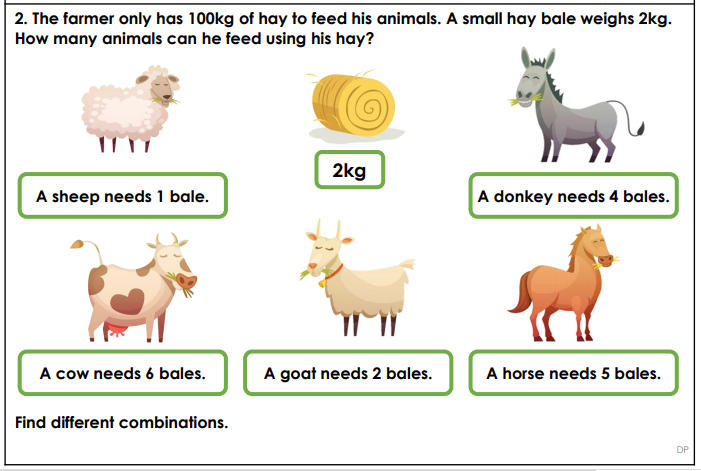 2. The farmer only has 100kg of hay to feed his animals. A small hay bale weighs 2kg.
How many animals can he feed using his hay?
2kg
A sheep needs 1 bale.
A donkey needs 4 bales.
A cow needs 6 bales.
A goat needs 2 bales.
A horse needs 5 bales.
Find different combinations.
DP